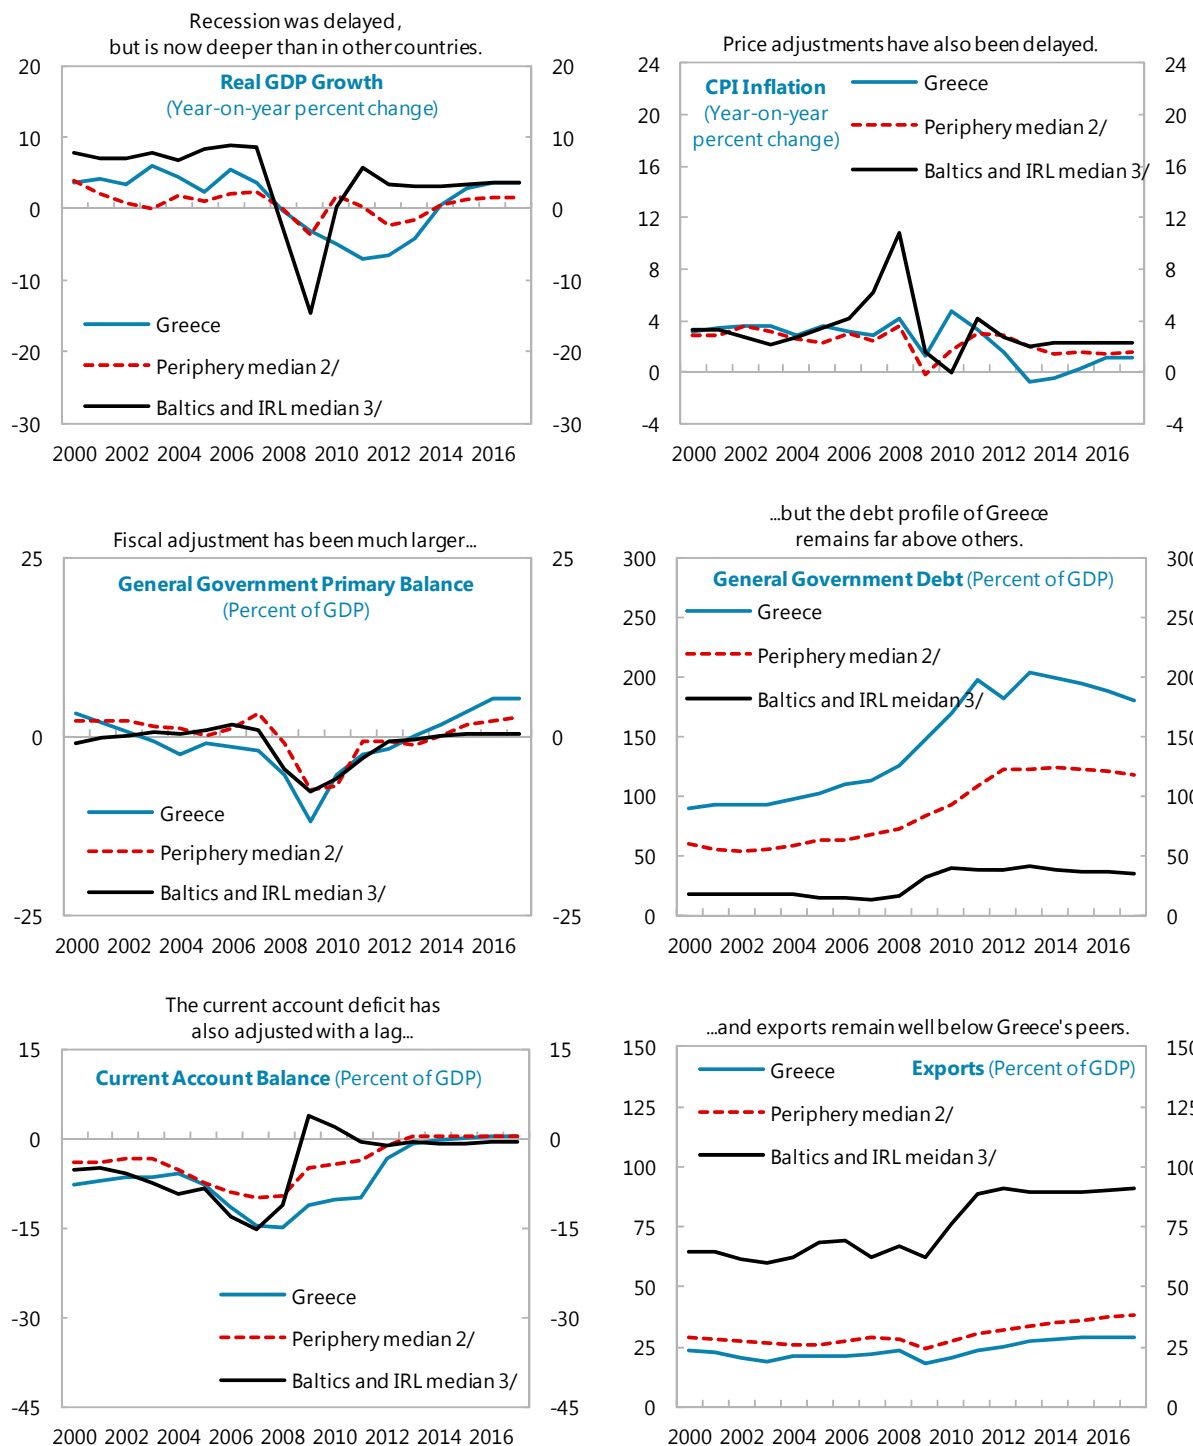 Recession was delayed,
but is now deeper than in other countries.
Real GDP Growth
(Year-on-year percent change)
20
10
0
-10
-20
-30
20
10
0
-10
-20
-30
Greece
Periphery median 2/
Baltics and IRL median 3/
2000 2002 2004 2006 2008 2010 2012 2014 2016
Price adjustments have also been delayed.
CPI Inflation
(Year-on-year
percent change)
Greece
Periphery median 2/
Baltics and IRL median 3/
24
20
16
12
8
4
0
-4
24
20
16
12
8
4
0
-4
2000 2002 2004 2006 2008 2010 2012 2014 2016
Fiscal adjustment has been much larger...
General Government Primary Balance
(Percent of GDP)
25
0
-25
25
0
-25
Greece
Periphery median 2/
Baltics and IRL median 3/
2000 2002 2004 2006 2008 2010 2012 2014 2016
...but the debt profile of Greece
remains far above others.
General Government Debt (Percent of GDP)
Greece
Periphery median 2/
Baltics and IRL meidan 3/
300
250
200
150
100
50
0
300
250
200
150
100
50
0
2000 2002 2004 2006 2008 2010 2012 2014 2016
The current account deficit has
also adjusted with a lag...
Current Account Balance (Percent of GDP)
15
0
-15
-30
-45
15
0
-15
-30
-45
Greece
Periphery median 2/
Baltics and IRL median 3/
2000 2002 2004 2006 2008 2010 2012 2014 2016
...and exports remain well below Greece's peers.
Exports (Percent of GDP)
Greece
Periphery median 2/
Baltics and IRL meidan 3/
150
125
100
75
50
25
0
150
125
100
75
50
25
0
2000 2002 2004 2006 2008 2010 2012 2014 2016